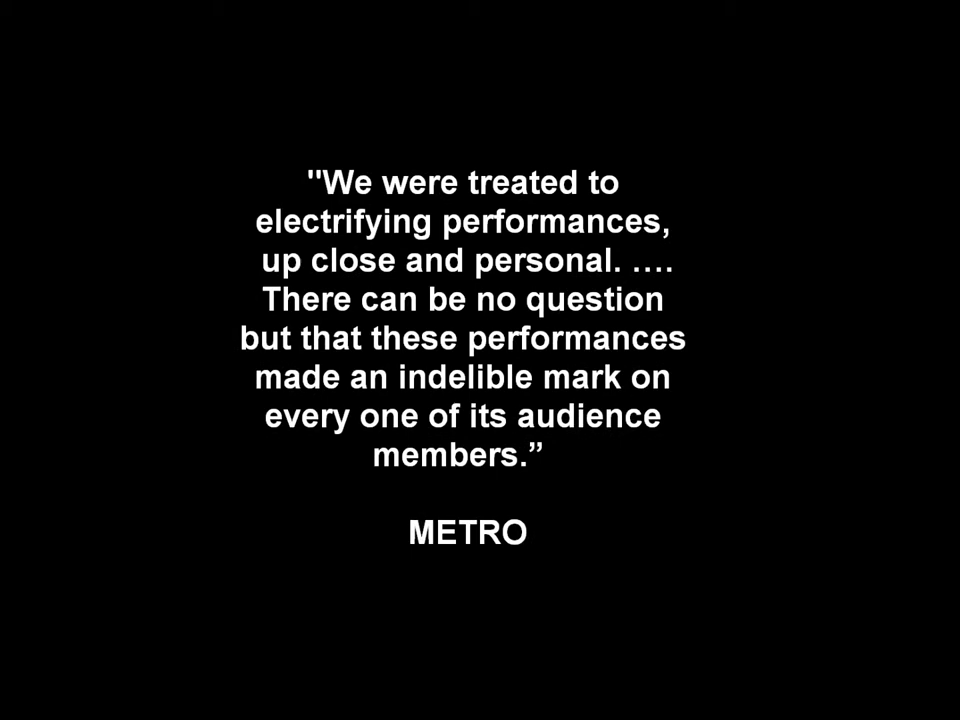 "We were treated to
electrifying performances,
up close and personal. ….
There can be no question
but that these performances
made an indelible mark on
every one of its audience
members.”
METRO